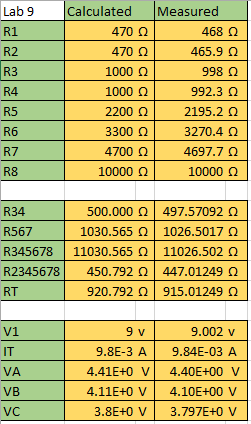 Lab 9 Calculated Measured
R1 470 Ω 468 Ω
R2 470 Ω 465.9 Ω
R3 1000 Ω 998 Ω
R4 1000 Ω 992.3 Ω
R5 2200 Ω 2195.2 Ω
R6 3300 Ω 3270.4 Ω
R7 4700 Ω 4697.7 Ω
R8 10000 Ω 10000 Ω
R34 500.000 Ω 497.57092 Ω
R567 1030.565 Ω 1026.5017 Ω
R345678 11030.565 Ω 11026.502 Ω
R2345678 450.792 Ω 447.01249 Ω
RT 920.792 Ω 915.01249 Ω
V1 9 v 9.002 v
IT 9.8E-3 A 9.84E-03 A
VA 4.41E+0 V 4.40E+00 V
VB 4.11E+0 V 4.10E+00 V
VC 3.8E+0 V 3.797E+0 V